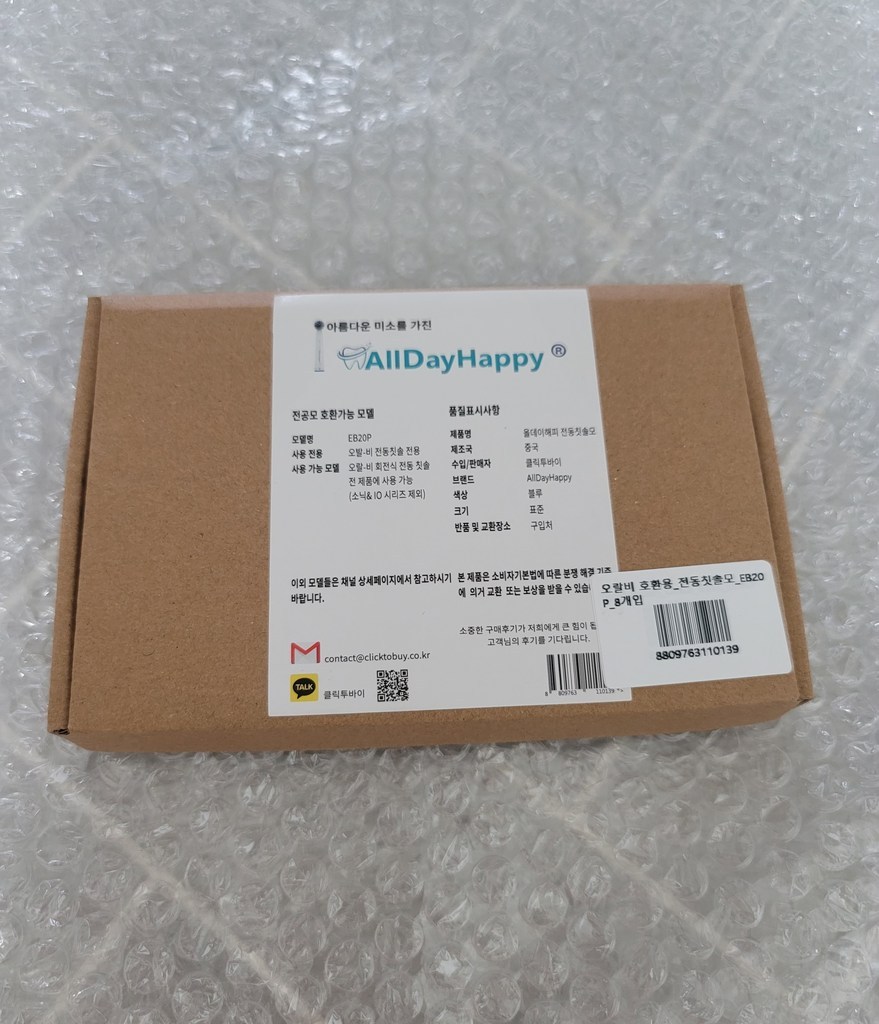 아름다운 미소를 가진
AllDayHappy ®
전공모 호환가능 모델
모델명 EB20P
사용 전용 오발-비 전동칫솔 전용
사용 가능 모델 오랄-비 회전식 전동 칫솔
전 제품에 사용 가능
(소닉& IO 시리즈 제외)
품질표시사항
제품명 올데이해피 전동칫솔모
제조국 중국
수입/판매자 클릭투바이
브랜드 AllDayHappy
색상 블루
크기 표준
반품 및 교환장소 구입처
이외 모델들은 채널 상세페이지에서 참고하시기
바랍니다.
본 제품은 소비자기본법에 따른 분쟁 해결 기준
에 의거 교환 또는 보상을 받을 수 있습
소중한 구매후기가 저희에게 큰 힘이 됩
고객님의 후기를 기다립니다.
contact@clicktobuy.co.kr
TALK 클릭투바이
8 809763 110139
오랄비 호환용_전동칫솔모_EB20
P_8개입
8809763110139